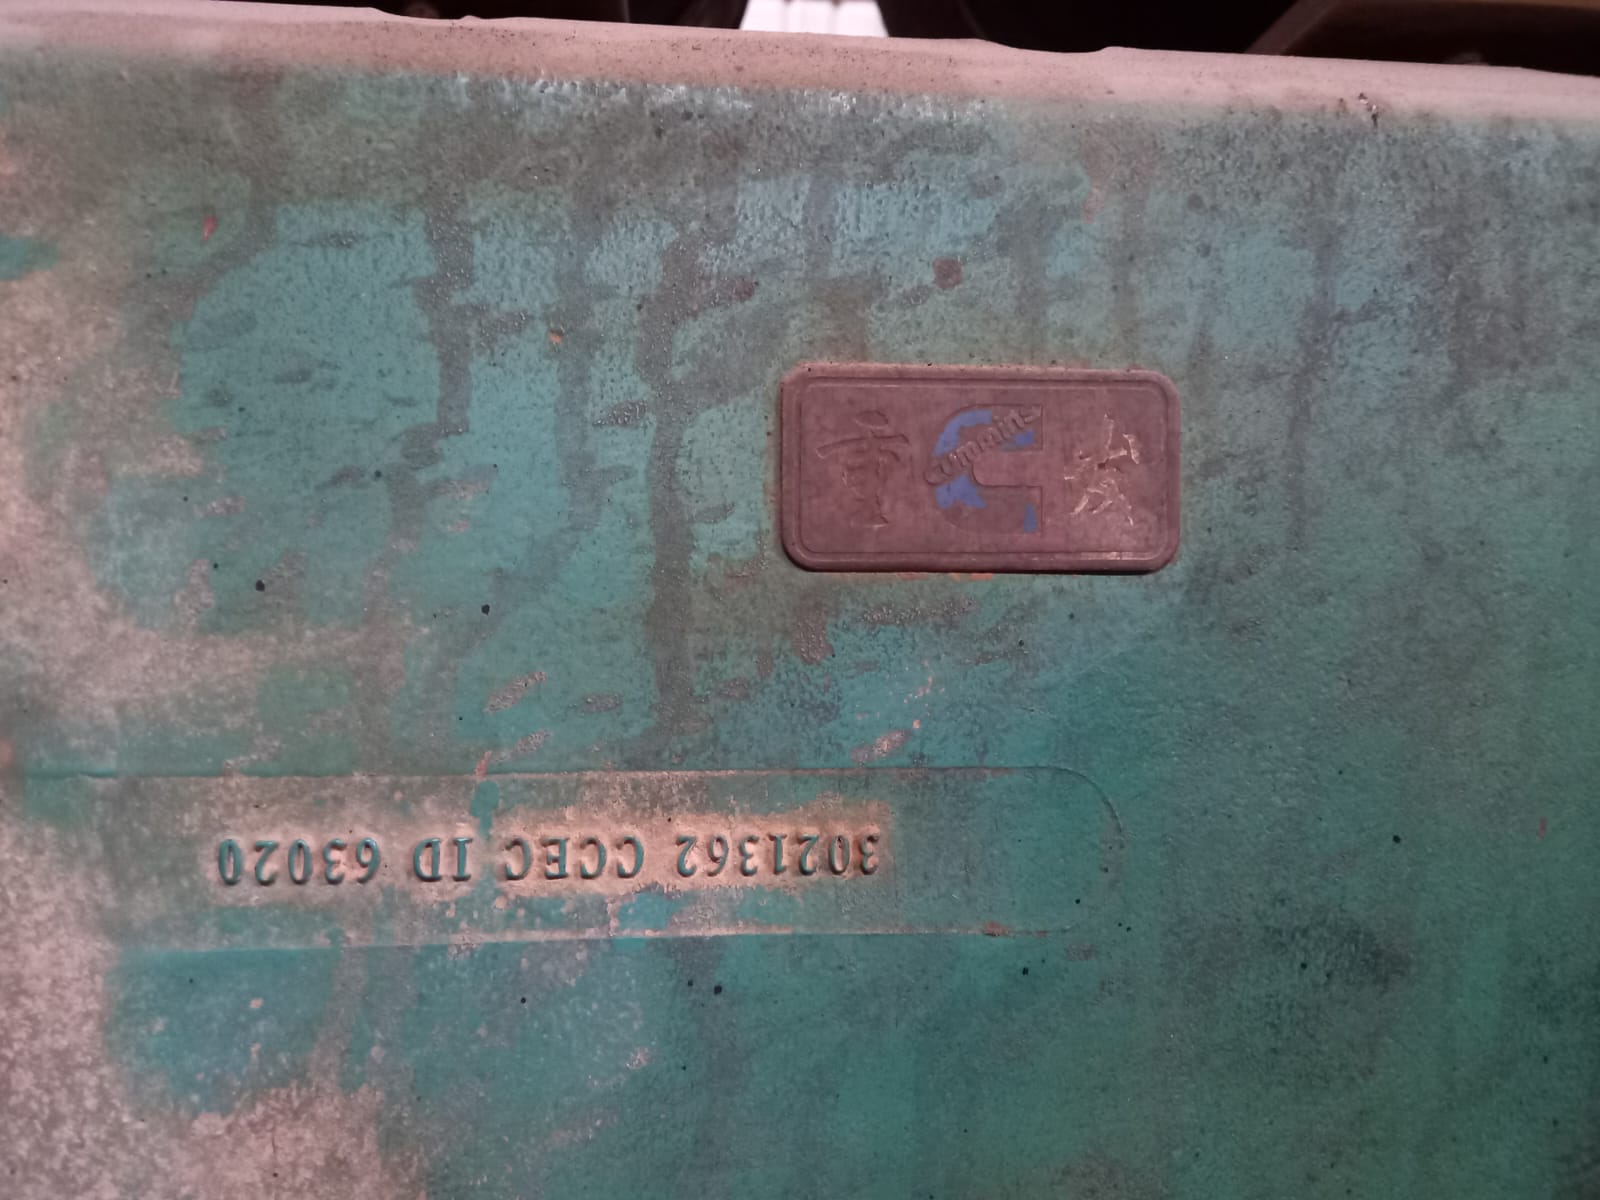 重 cummins 发
3021362 CCEC ID 63020